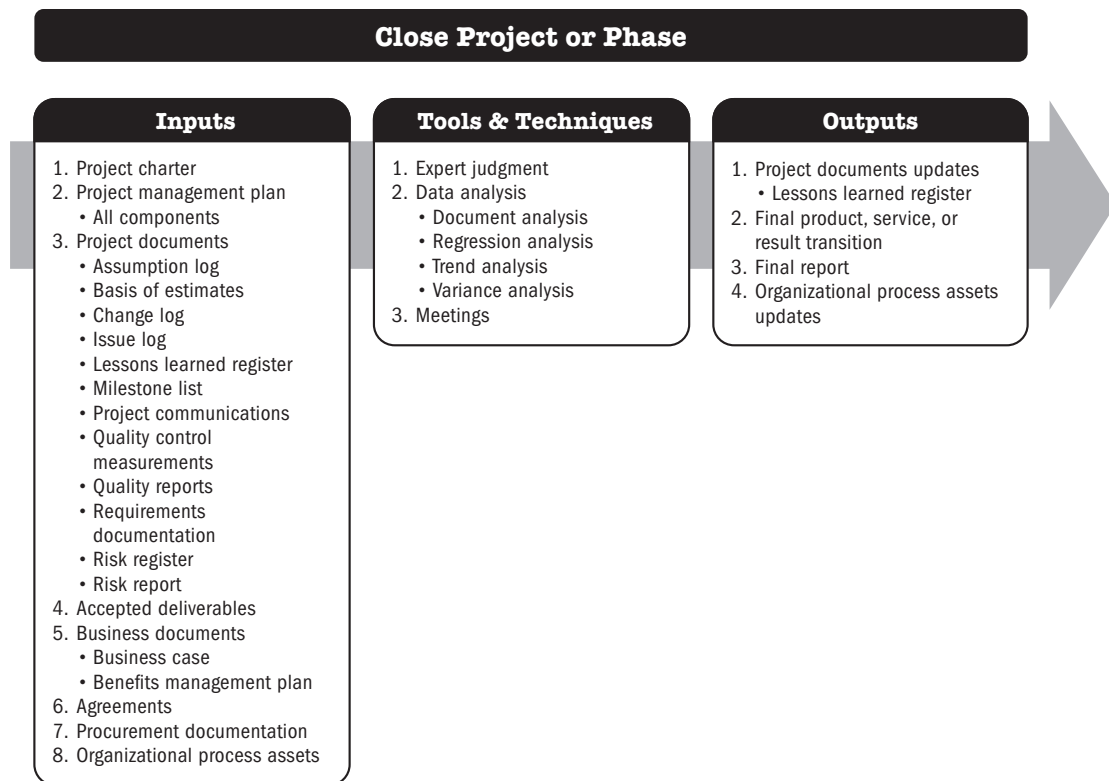 Close Project or Phase
Inputs
1. Project charter
2. Project management plan
• All components
3. Project documents
• Assumption log
• Basis of estimates
• Change log
• Issue log
• Lessons learned register
• Milestone list
• Project communications
• Quality control
measurements
• Quality reports
• Requirements
documentation
• Risk register
• Risk report
4. Accepted deliverables
5. Business documents
• Business case
• Benefits management plan
6. Agreements
7. Procurement documentation
8. Organizational process assets
Tools & Techniques
1. Expert judgment
2. Data analysis
• Document analysis
• Regression analysis
• Trend analysis
• Variance analysis
3. Meetings
Outputs
1. Project documents updates
• Lessons learned register
2. Final product, service, or
result transition
3. Final report
4. Organizational process assets
updates